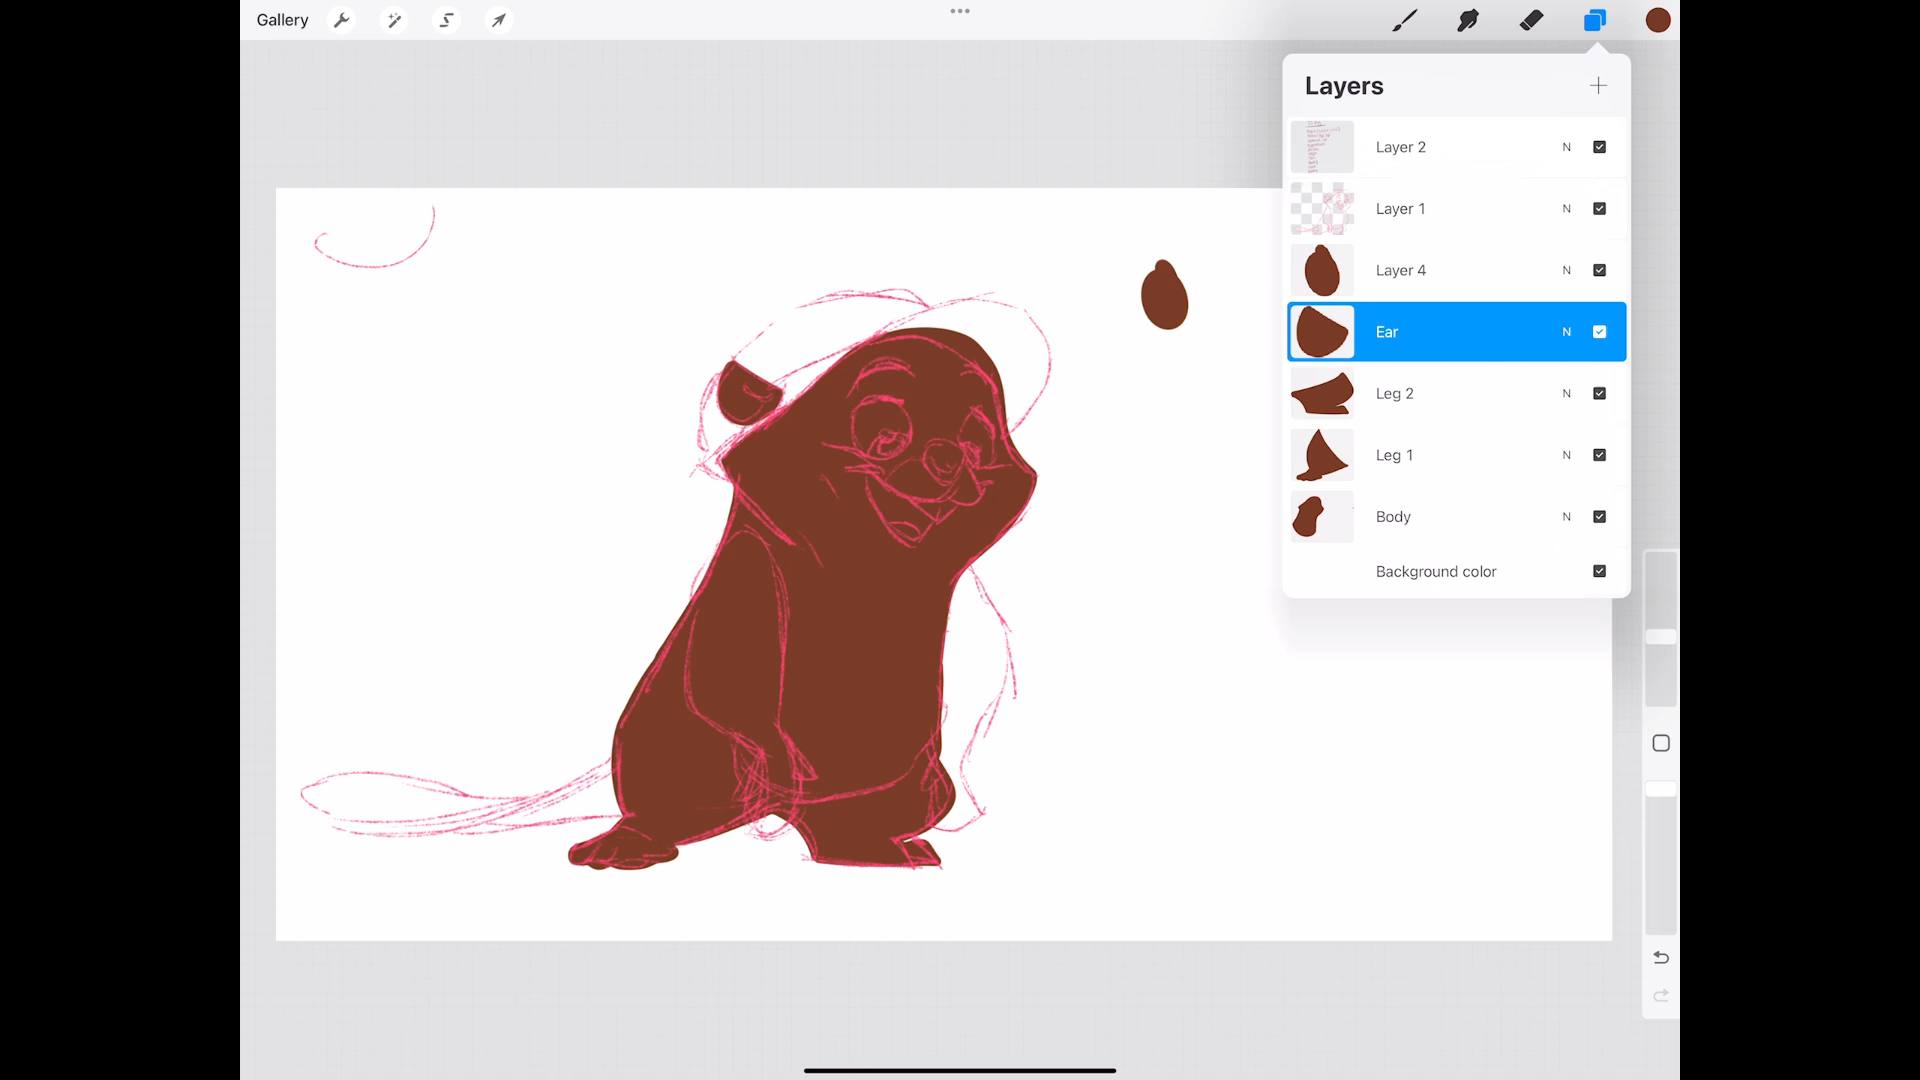 Gallery
Layers
Layer 2 N
Layer 1 N
Layer 4 N
Ear N
Leg 2 N
Leg 1 N
Body N
Background color